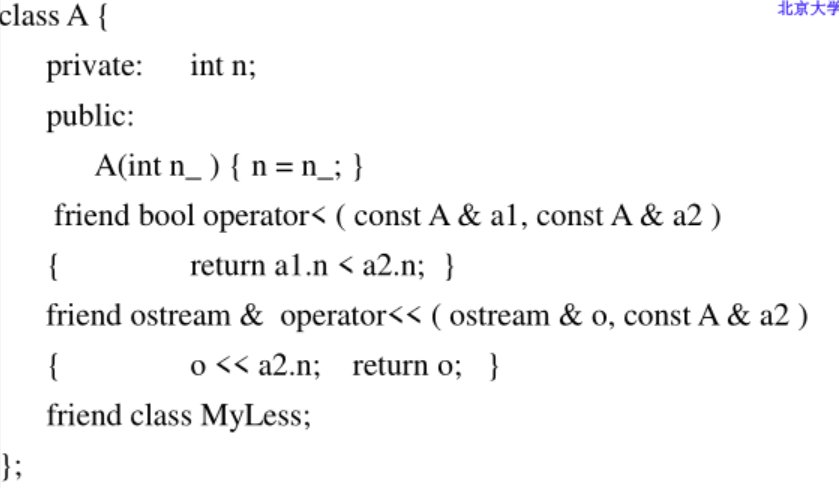 北京大学
class A {
private: int n;
public:
A(int n_ ) { n = n_; }
friend bool operator< ( const A & a1, const A & a2 )
{ return a1.n < a2.n; }
friend ostream & operator<< ( ostream & o, const A & a2 )
{ o << a2.n; return o; }
friend class MyLess;
};